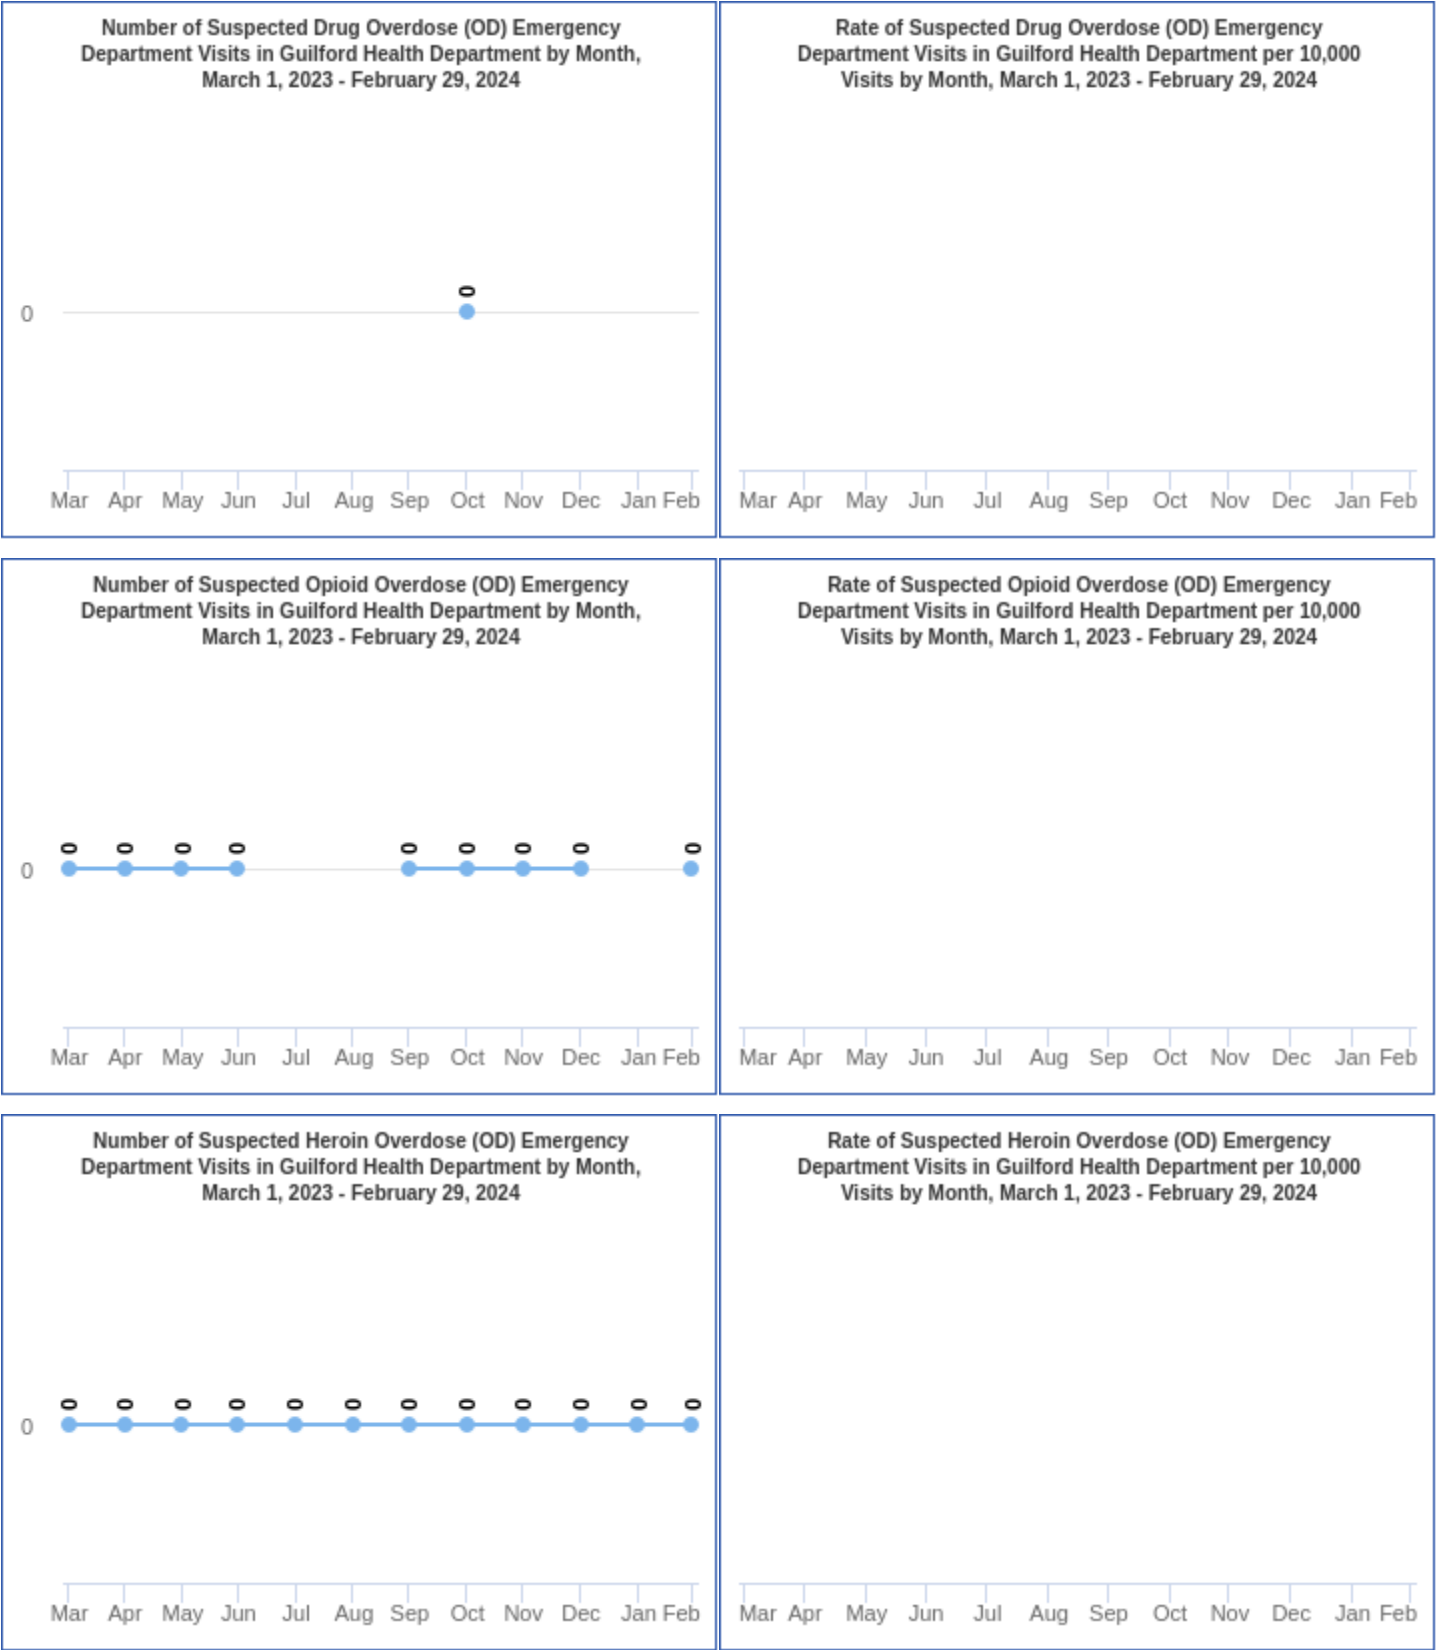 Number of Suspected Drug Overdose (OD) Emergency
Department Visits in Guilford Health Department by Month,
March 1, 2023 - February 29, 2024
0
0
Mar Apr May Jun Jul Aug Sep Oct Nov Dec Jan Feb
Rate of Suspected Drug Overdose (OD) Emergency
Department Visits in Guilford Health Department per 10,000
Visits by Month, March 1, 2023 - February 29, 2024
Mar Apr May Jun Jul Aug Sep Oct Nov Dec Jan Feb
Number of Suspected Opioid Overdose (OD) Emergency
Department Visits in Guilford Health Department by Month,
March 1, 2023 - February 29, 2024
0 0 0 0 0 0 0 0 0
0
Mar Apr May Jun Jul Aug Sep Oct Nov Dec Jan Feb
Rate of Suspected Opioid Overdose (OD) Emergency
Department Visits in Guilford Health Department per 10,000
Visits by Month, March 1, 2023 - February 29, 2024
Mar Apr May Jun Jul Aug Sep Oct Nov Dec Jan Feb
Number of Suspected Heroin Overdose (OD) Emergency
Department Visits in Guilford Health Department by Month,
March 1, 2023 - February 29, 2024
0 0 0 0 0 0 0 0 0 0 0 0
0
Mar Apr May Jun Jul Aug Sep Oct Nov Dec Jan Feb
Rate of Suspected Heroin Overdose (OD) Emergency
Department Visits in Guilford Health Department per 10,000
Visits by Month, March 1, 2023 - February 29, 2024
Mar Apr May Jun Jul Aug Sep Oct Nov Dec Jan Feb